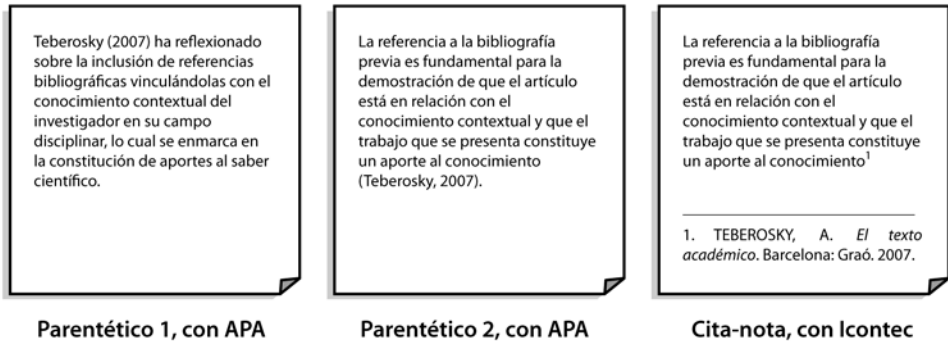 Teberosky (2007) ha reflexionado
sobre la inclusión de referencias
bibliográficas vinculándolas con el
conocimiento contextual del
investigador en su campo
disciplinar, lo cual se enmarca en
la constitución de aportes al saber
científico.
Parentético 1, con APA
La referencia a la bibliografía
previa es fundamental para la
demostración de que el artículo
está en relación con el
conocimiento contextual y que el
trabajo que se presenta constituye
un aporte al conocimiento
(Teberosky, 2007).
Parentético 2, con APA
La referencia a la bibliografía
previa es fundamental para la
demostración de que el artículo
está en relación con el
conocimiento contextual y que el
trabajo que se presenta constituye
un aporte al conocimiento¹
1. TEBEROSKY, A. El texto
académico. Barcelona: Graó. 2007.
Cita-nota, con Icontec